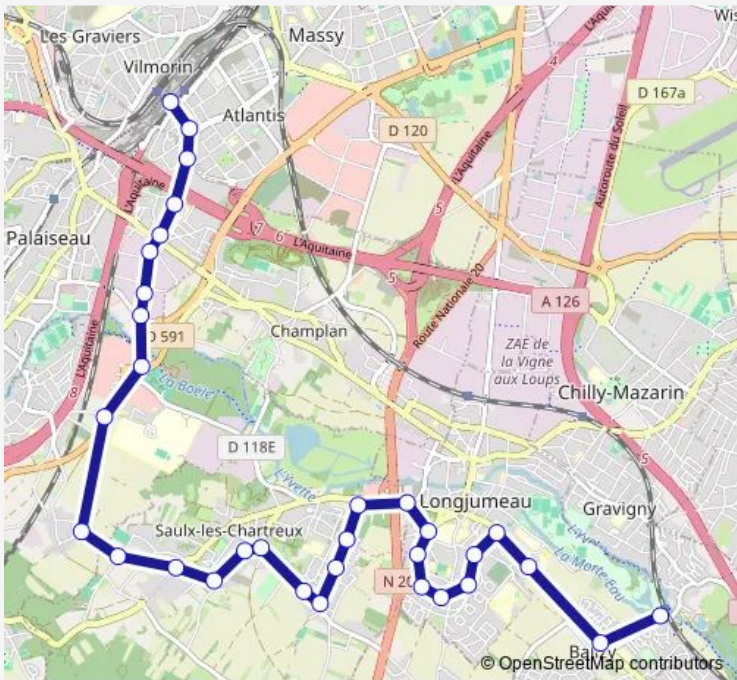 Les Graviers
Massy
Vilmorin
Atlantis
D 120
D 167a
L'Aquitaine
4
L'Aquitaine
5
Autoroute du Soleil
L'Aquitaine
Palaiseau
7
6
L'Aquitaine
5
Route Nationale 20
A 126
Champlan
ZAE de
la Vigne
aux Loups
D 591
L'Aquitaine
8
La Boële
Chilly-Mazarin
D 118E
5
L'Yvette
Longjumeau
Gravigny
Saulx-les-Chartreux
L'Yvette
La Morte Eau
N 20
© OpenStreetMap contributors